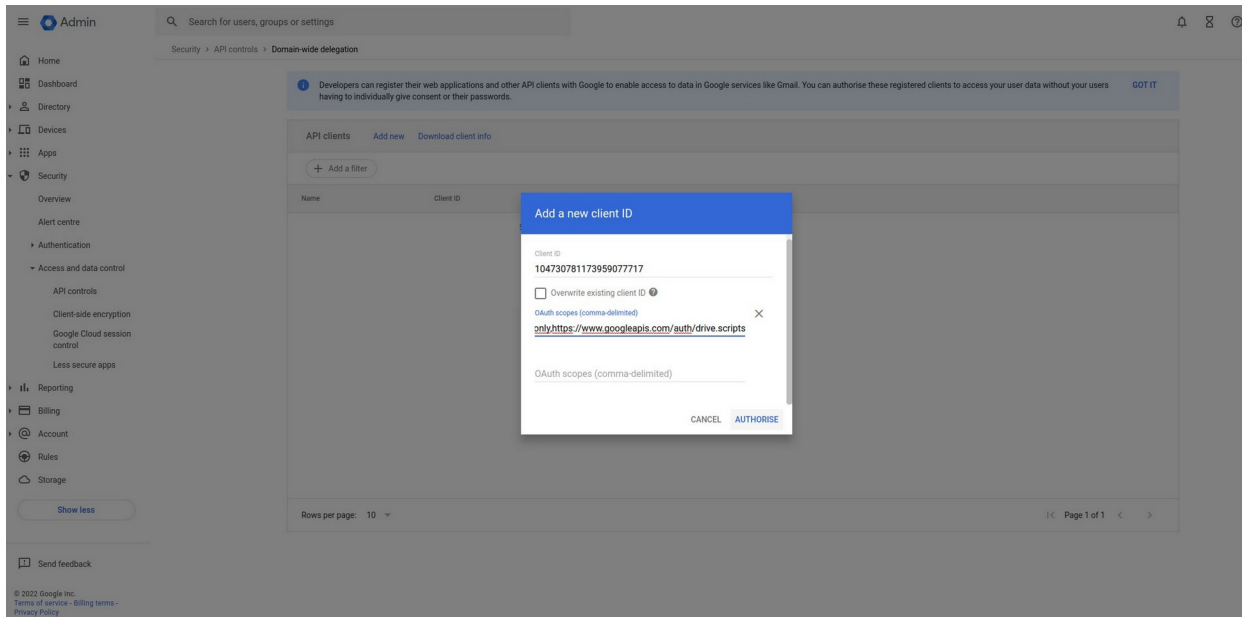 Admin
Search for users, groups or settings
Security > API controls > Domain-wide delegation
Home
Dashboard
Directory
Devices
Apps
Security
Overview
Alert centre
Authentication
Access and data control
API controls
Client-side encryption
Google Cloud session
control
Less secure apps
Reporting
Billing
Account
Rules
Storage
Show less
Send feedback
© 2022 Google Inc.
Terms of service - Billing terms -
Privacy Policy
Developers can register their web applications and other API clients with Google to enable access to data in Google services like Gmail. You can authorise these registered clients to access your user data without your users
having to individually give consent or their passwords.
GOT IT
API clients Add new Download client info
+ Add a filter
Name Client ID
Add a new client ID
Client ID
104730781173959077717
Overwrite existing client ID
OAuth scopes (comma-delimited)
only,https://www.googleapis.com/auth/drive.scripts
OAuth scopes (comma-delimited)
CANCEL AUTHORISE
Rows per page: 10
Page 1 of 1